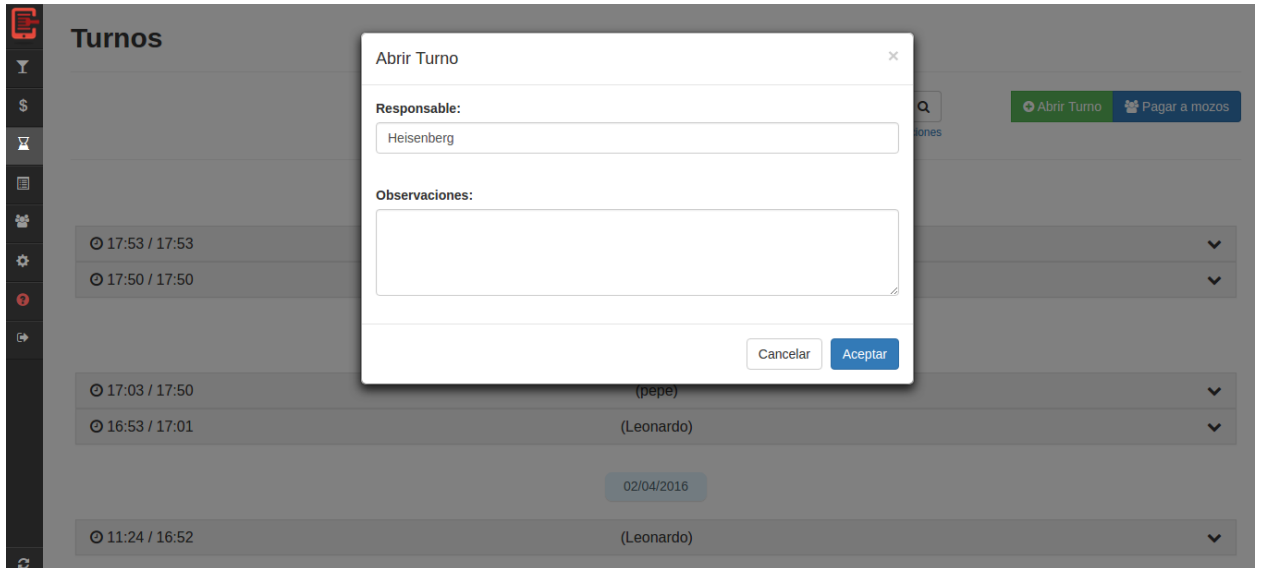 Turnos
Abrir Turno
×
Responsable:
Heisenberg
$
Abrir Turno
Pagar a mozos
iones
Observaciones:
17:53 / 17:53
17:50 / 17:50
Cancelar
Aceptar
17:03 / 17:50
(pepe)
16:53 / 17:01
(Leonardo)
02/04/2016
11:24 / 16:52
(Leonardo)